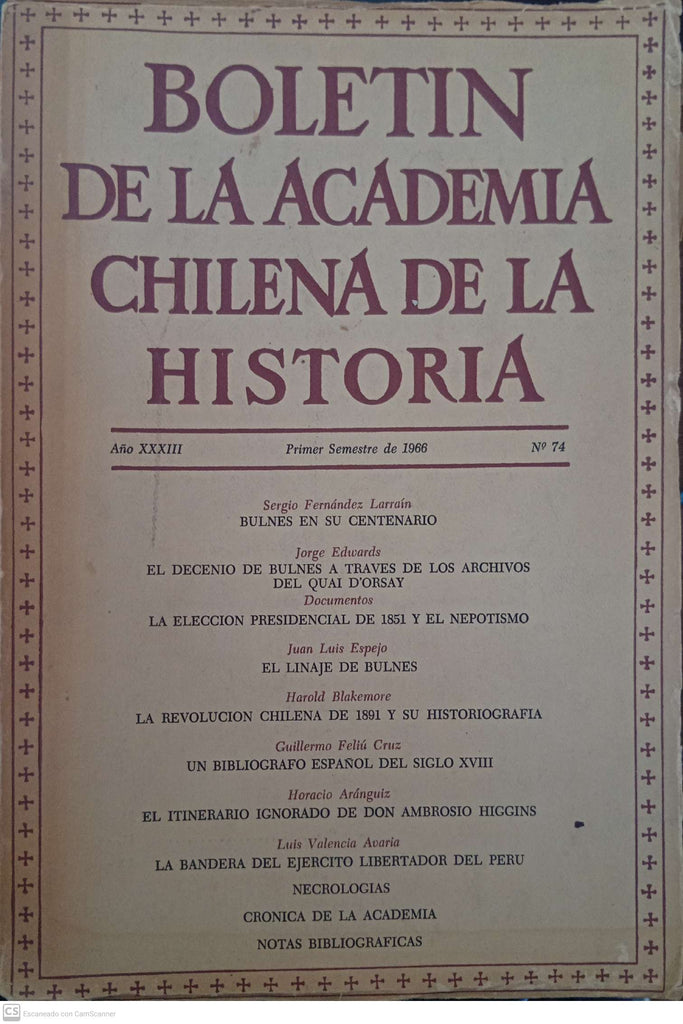 BOLETIN
DE LA ACADEMIA
CHILENA DE LA
HISTORIA
Año XXXIII Primer Semestre de 1966 Nº 74
Sergio Fernández Larraín
BULNES EN SU CENTENARIO
Jorge Edwards
EL DECENIO DE BULNES A TRAVES DE LOS ARCHIVOS
DEL QUAI D'ORSAY
Documentos
LA ELECCION PRESIDENCIAL DE 1851 Y EL NEPOTISMO
Juan Luis Espejo
EL LINAJE DE BULNES
Harold Blakemore
LA REVOLUCION CHILENA DE 1891 Y SU HISTORIOGRAFIA
Guillermo Feliú Cruz
UN BIBLIOGRAFO ESPAÑOL DEL SIGLO XVIII
Horacio Aránguiz
EL ITINERARIO IGNORADO DE DON AMBROSIO HIGGINS
Luis Valencia Avaria
LA BANDERA DEL EJERCITO LIBERTADOR DEL PERU
NECROLOGIAS
CRONICA DE LA ACADEMIA
NOTAS BIBLIOGRAFICAS
CS Escaneado con CamScanner